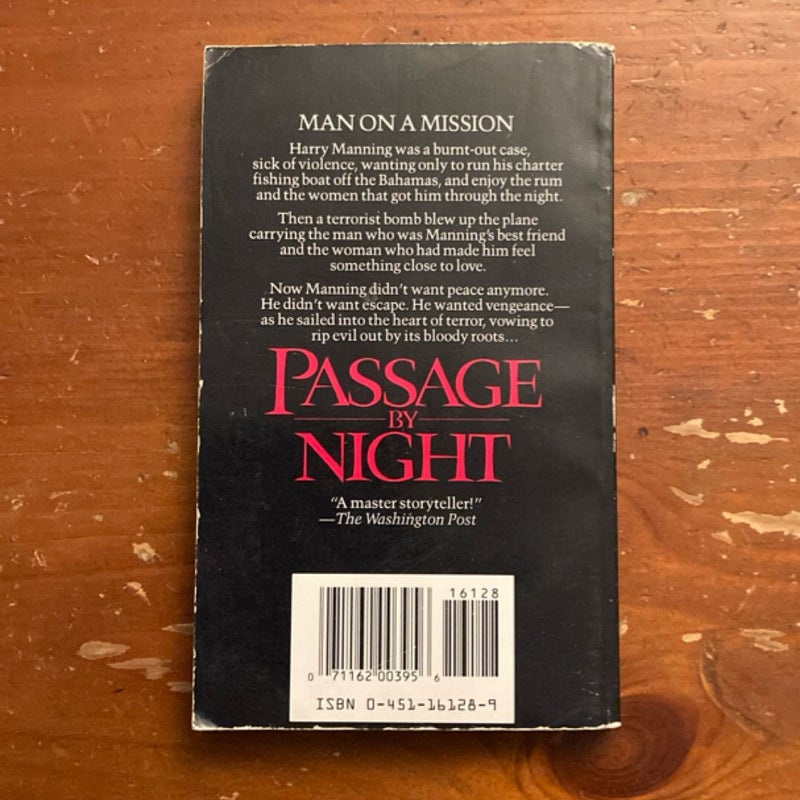 MAN ON A MISSION
Harry Manning was a burnt-out case,
sick of violence, wanting only to run his charter
fishing boat off the Bahamas, and enjoy the rum
and the women that got him through the night.
Then a terrorist bomb blew up the plane
carrying the man who was Manning's best friend
and the woman who had made him feel
something close to love.
Now Manning didn't want peace anymore.
He didn't want escape. He wanted vengeance—
as he sailed into the heart of terror, vowing to
rip evil out by its bloody roots...
PASSAGE
BY
NIGHT
"A master storyteller!"
—The Washington Post
16128
0 71162 00395 6
ISBN 0-451-16128-9